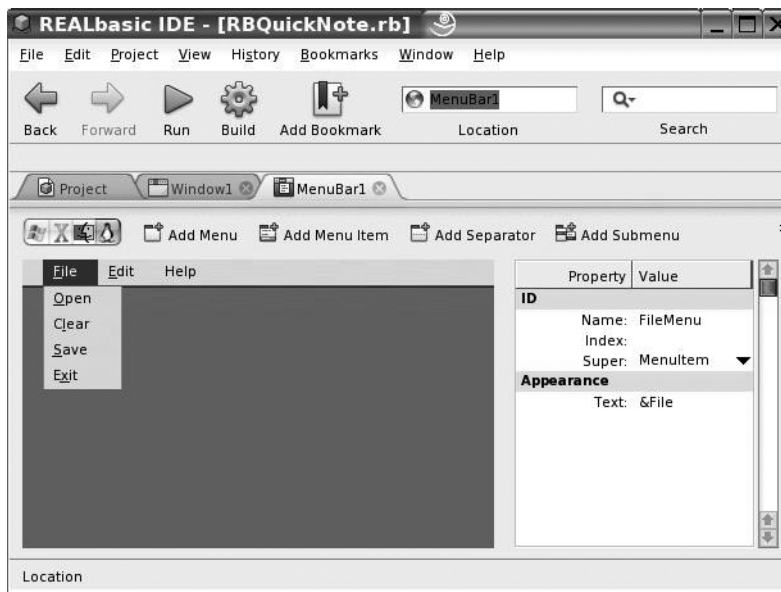 REALbasic IDE - [RBQuickNote.rb]
File Edit Project View History Bookmarks Window Help
MenuBar1
Back Forward Run Build Add Bookmark Location Search
Project Window1 MenuBar1
X Add Menu Add Menu Item Add Separator Add Submenu
File Edit Help
Open
Clear
Save
Exit
Property Value
ID
Name: FileMenu
Index:
Super: MenuItem
Appearance
Text: &File
Location